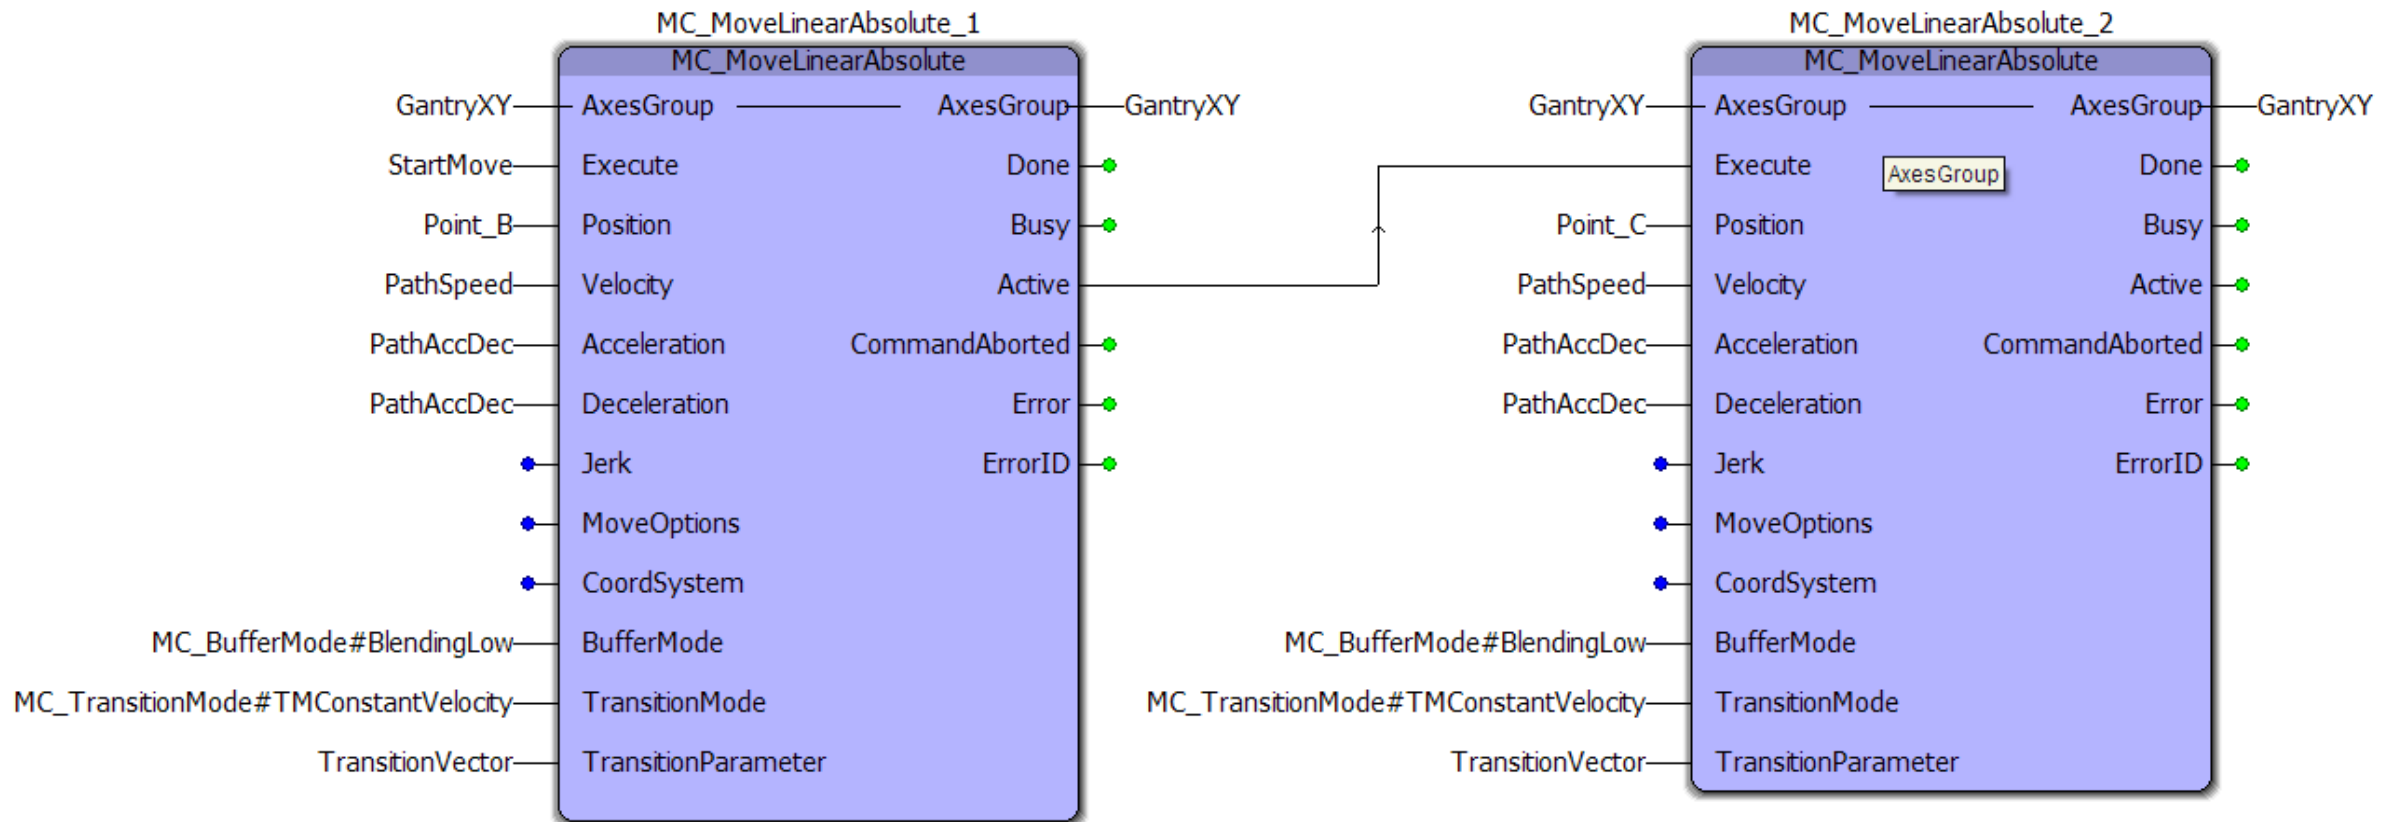 MC_MoveLinearAbsolute_1
MC_MoveLinearAbsolute
GantryXY AxesGroup AxesGroup GantryXY
StartMove Execute Done
Point_B Position Busy
PathSpeed Velocity Active
PathAccDec Acceleration CommandAborted
PathAccDec Deceleration Error
Jerk ErrorID
MoveOptions
CoordSystem
MC_BufferMode#BlendingLow BufferMode
MC_TransitionMode#TMConstantVelocity TransitionMode
TransitionVector TransitionParameter
MC_MoveLinearAbsolute_2
MC_MoveLinearAbsolute
GantryXY AxesGroup AxesGroup GantryXY
Execute AxesGroup Done
Point_C Position Busy
PathSpeed Velocity Active
PathAccDec Acceleration CommandAborted
PathAccDec Deceleration Error
Jerk ErrorID
MoveOptions
CoordSystem
MC_BufferMode#BlendingLow BufferMode
MC_TransitionMode#TMConstantVelocity TransitionMode
TransitionVector TransitionParameter